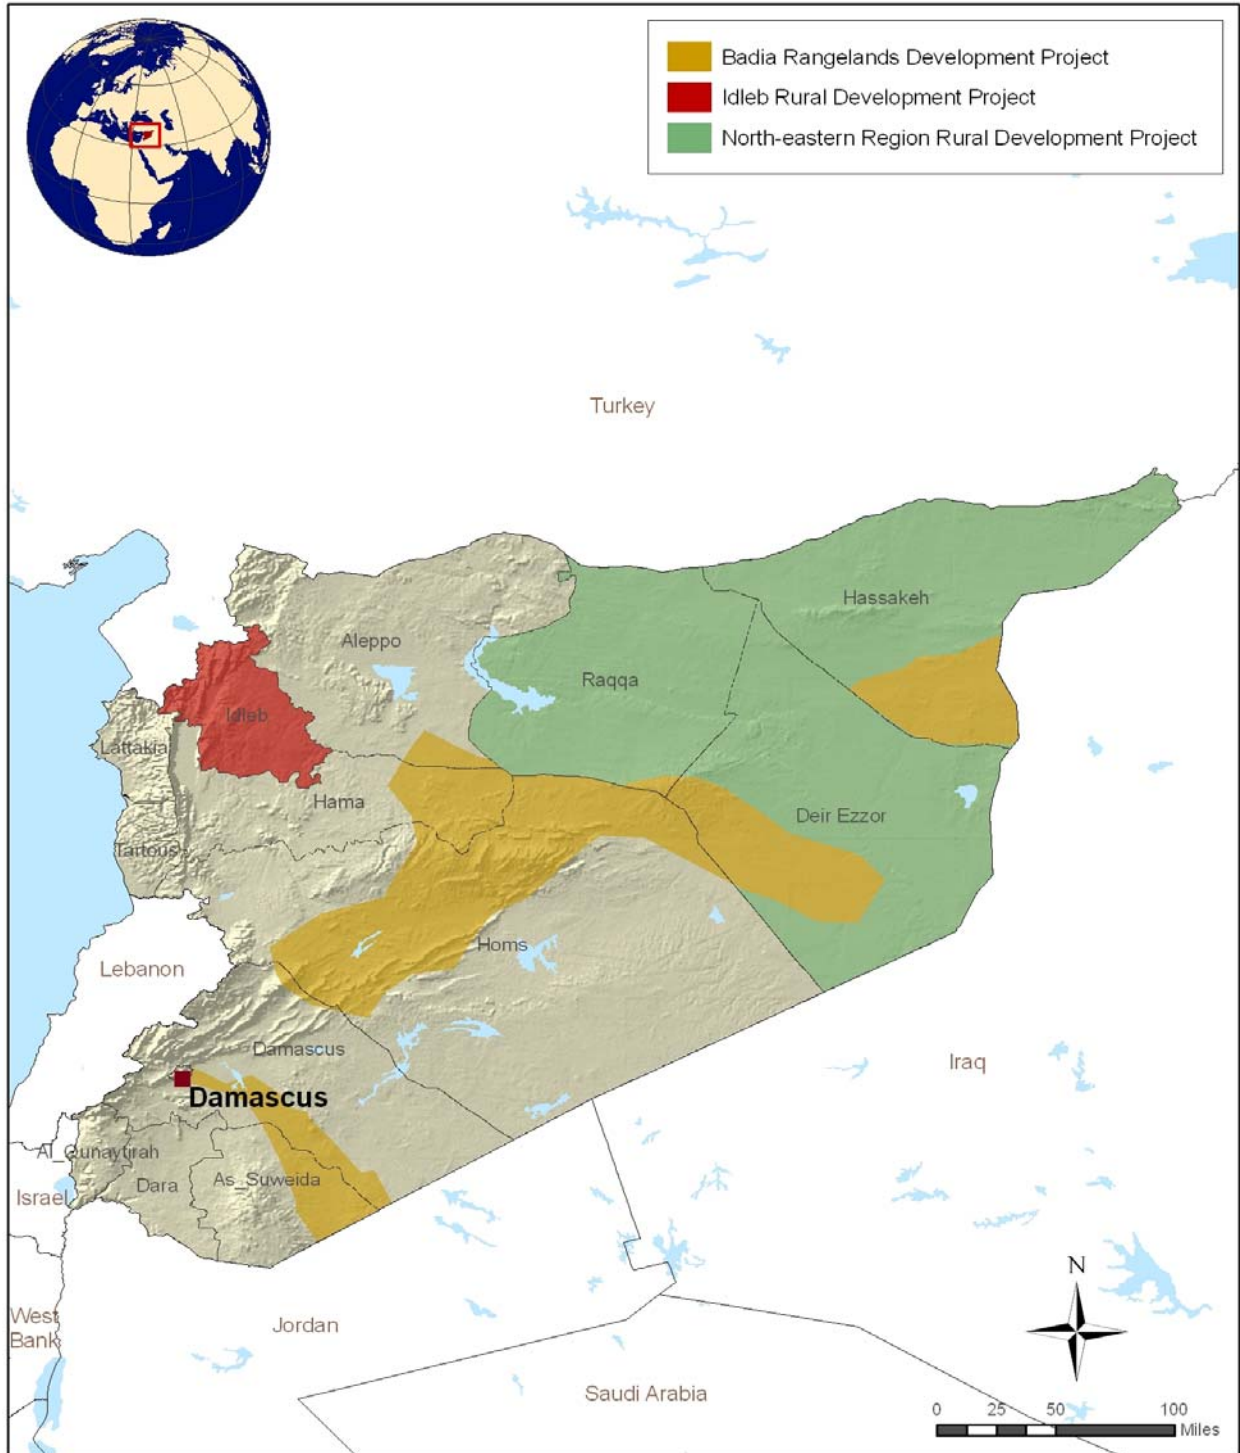 Badia Rangelands Development Project
Idleb Rural Development Project
North-eastern Region Rural Development Project
Turkey
Hassakeh
Aleppo
Raqqa
Idleb
Lattakia
Hama
Deir Ezzor
Tartous
Homs
Lebanon
Damascus
Iraq
Damascus
Al_Qunaytirah
Dara
As_Suweida
Israel
N
West
Bank
Jordan
Saudi Arabia
0 25 50 100
Miles